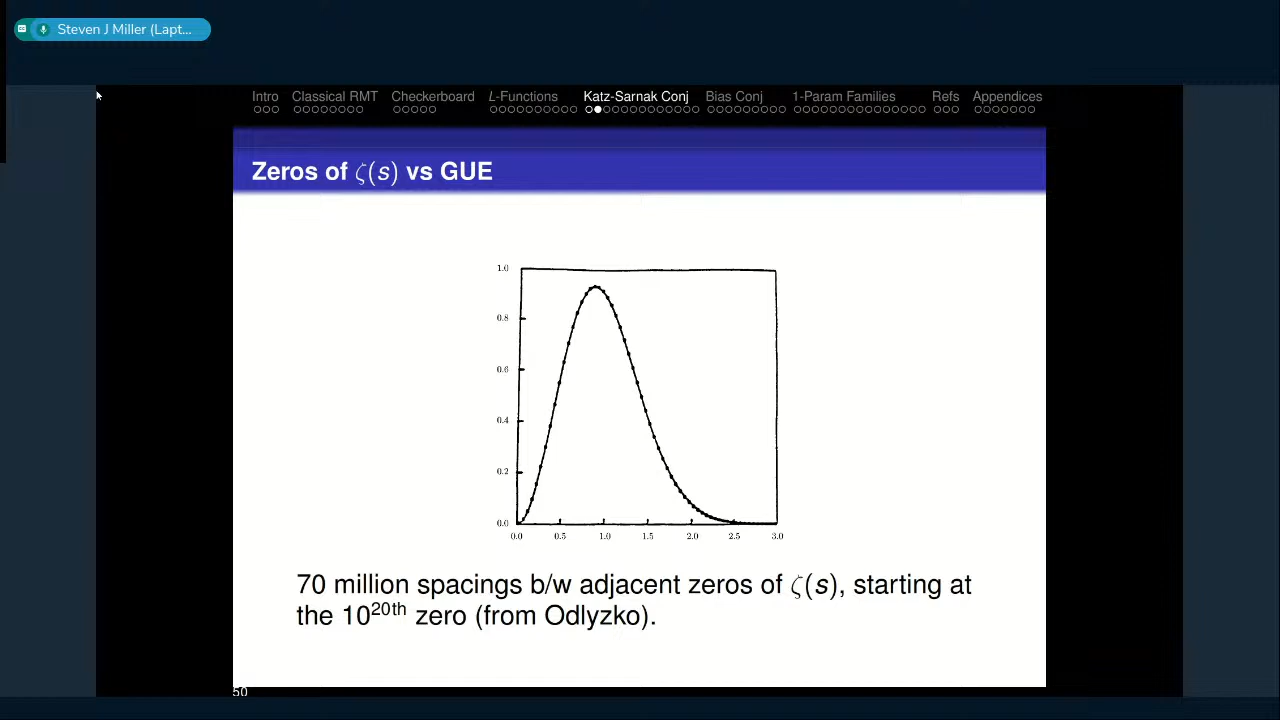 Steven J Miller (Lapt...
Intro Classical RMT Checkerboard L-Functions Katz-Sarnak Conj Bias Conj 1-Param Families Refs Appendices
Zeros of ζ(s) vs GUE
1.0
0.8
0.6
0.4
0.2
0.0
0.0 0.5 1.0 1.5 2.0 2.5 3.0
70 million spacings b/w adjacent zeros of ζ(s), starting at
the 10^20th zero (from Odlyzko).
50